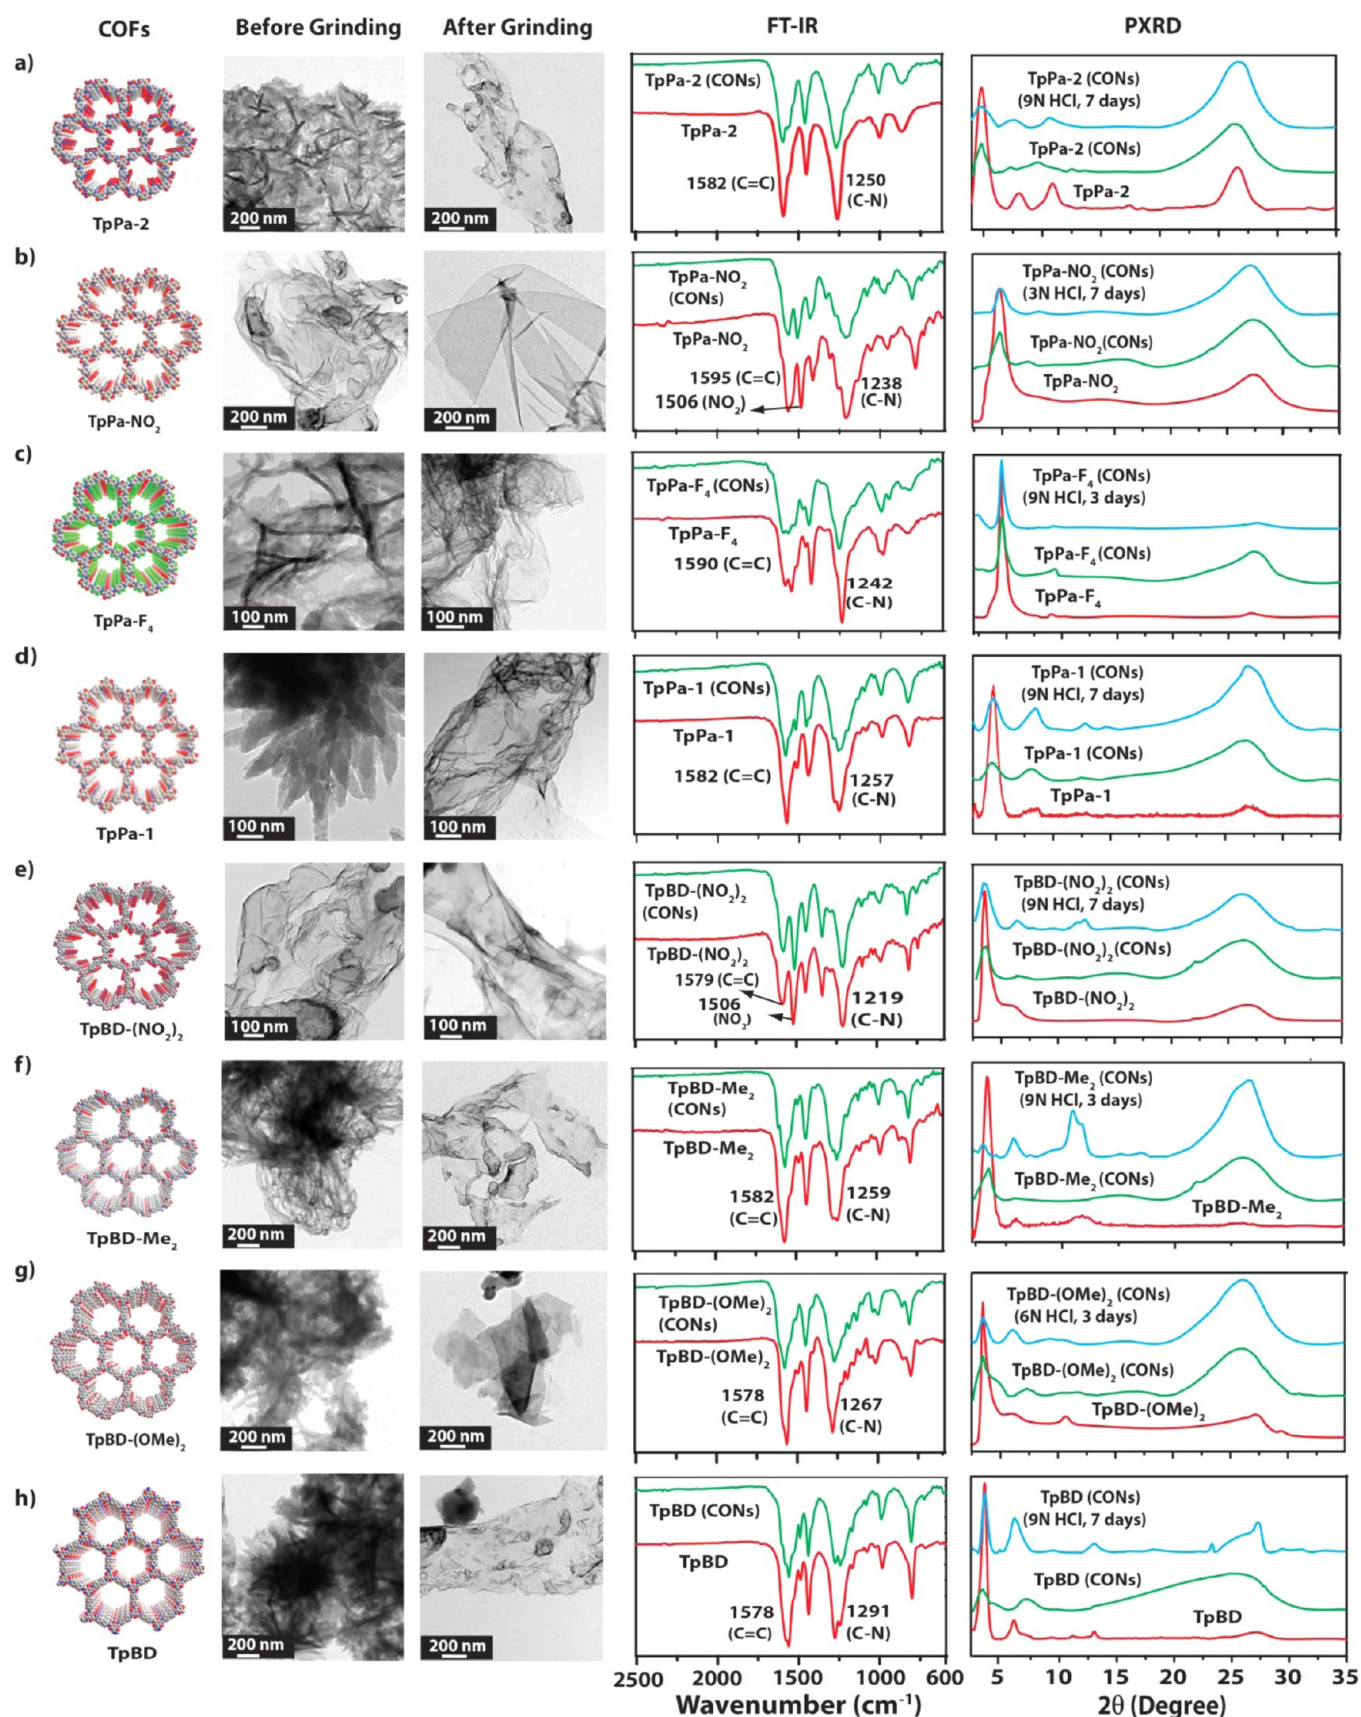 COFs Before Grinding After Grinding FT-IR PXRD
a)
TpPa-2
200 nm
200 nm
TpPa-2 (CONs)
TpPa-2
1582 (C=C)
1250
(C-N)
TpPa-2 (CONs)
(9N HCl, 7 days)
TpPa-2 (CONs)
TpPa-2
b)
TpPa-NO₂
200 nm
200 nm
TpPa-NO₂
(CONs)
TpPa-NO₂
1595 (C=C)
1506 (NO₂)
1238
(C-N)
TpPa-NO₂ (CONs)
(3N HCl, 7 days)
TpPa-NO₂(CONs)
TpPa-NO₂
c)
TpPa-F₄
100 nm
100 nm
TpPa-F₄ (CONs)
TpPa-F₄
1590 (C=C)
1242
(C-N)
TpPa-F₄ (CONs)
(9N HCl, 3 days)
TpPa-F₄(CONs)
TpPa-F₄
d)
TpPa-1
100 nm
100 nm
TpPa-1 (CONs)
TpPa-1
1582 (C=C)
1257
(C-N)
TpPa-1 (CONs)
(9N HCl, 7 days)
TpPa-1 (CONs)
TpPa-1
e)
TpBD-(NO₂)₂
100 nm
100 nm
TpBD-(NO₂)₂
(CONs)
TpBD-(NO₂)₂
1579 (C=C)
1506
(NO₂)
1219
(C-N)
TpBD-(NO₂)₂ (CONs)
(9N HCl, 7 days)
TpBD-(NO₂)₂(CONs)
TpBD-(NO₂)₂
f)
TpBD-Me₂
200 nm
200 nm
TpBD-Me₂
(CONs)
TpBD-Me₂
1582
(C=C)
1259
(C-N)
TpBD-Me₂ (CONs)
(9N HCl, 3 days)
TpBD-Me₂ (CONs)
TpBD-Me₂
g)
TpBD-(OMe)₂
200 nm
200 nm
TpBD-(OMe)₂
(CONs)
TpBD-(OMe)₂
1578
(C=C)
1267
(C-N)
TpBD-(OMe)₂ (CONs)
(6N HCl, 3 days)
TpBD-(OMe)₂ (CONs)
TpBD-(OMe)₂
h)
TpBD
200 nm
200 nm
TpBD (CONs)
TpBD
1578
(C=C)
1291
(C-N)
TpBD (CONs)
(9N HCl, 7 days)
TpBD (CONs)
TpBD
2500 2000 1500 1000 600
Wavenumber (cm⁻¹)
5 10 15 20 25 30 35
2θ (Degree)